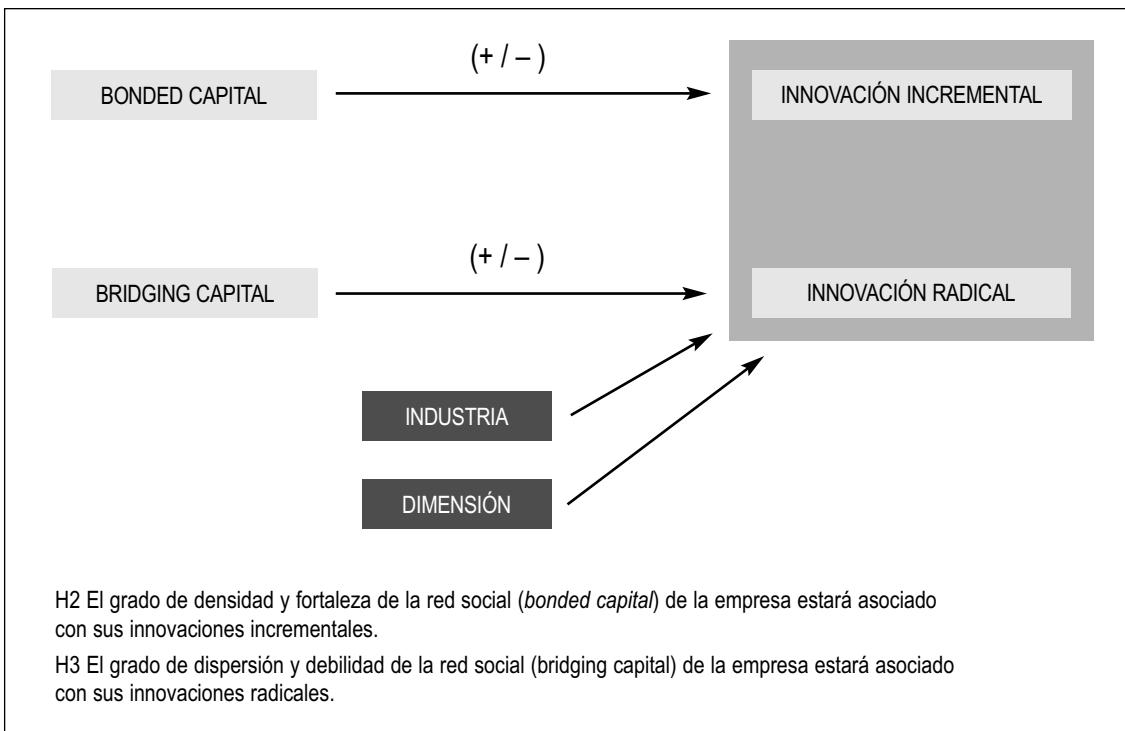 (+ / – )
BONDED CAPITAL
INNOVACIÓN INCREMENTAL
(+ / – )
BRIDGING CAPITAL
INNOVACIÓN RADICAL
INDUSTRIA
DIMENSIÓN
H2 El grado de densidad y fortaleza de la red social (bonded capital) de la empresa estará asociado
con sus innovaciones incrementales.
H3 El grado de dispersión y debilidad de la red social (bridging capital) de la empresa estará asociado
con sus innovaciones radicales.